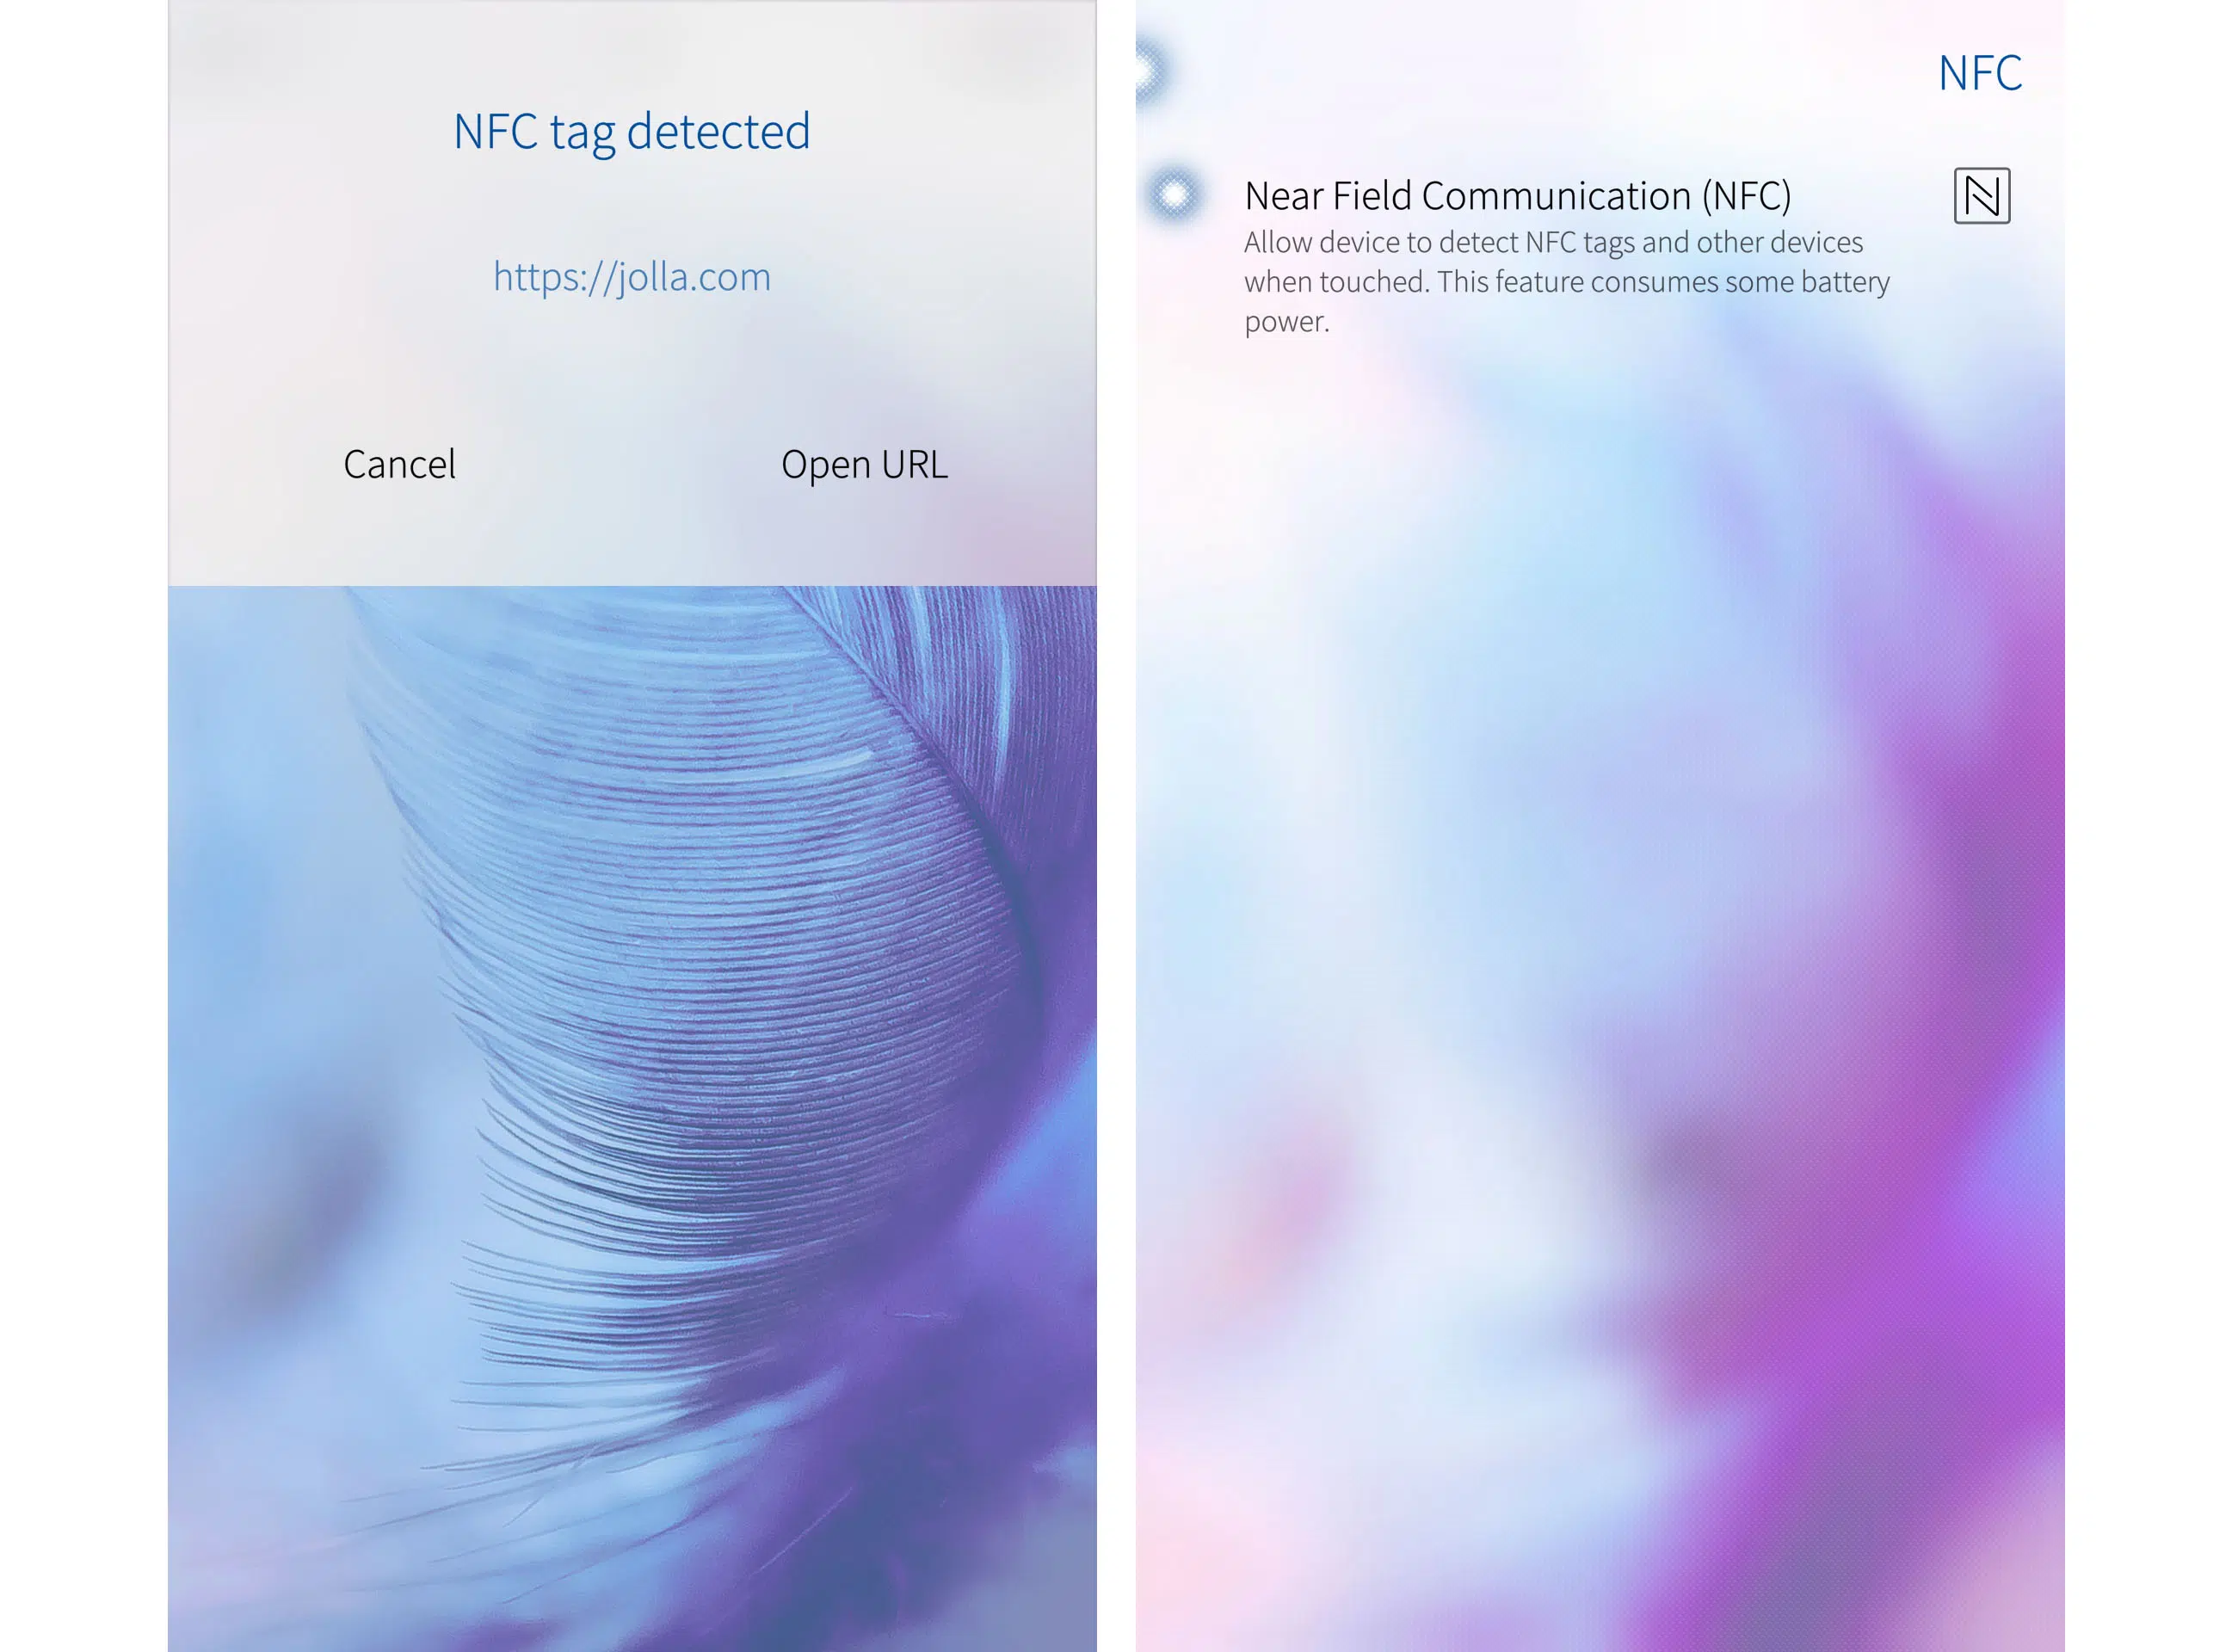 NFC tag detected
https://jolla.com
Cancel
Open URL
NFC
Near Field Communication (NFC)
Allow device to detect NFC tags and other devices
when touched. This feature consumes some battery
power.